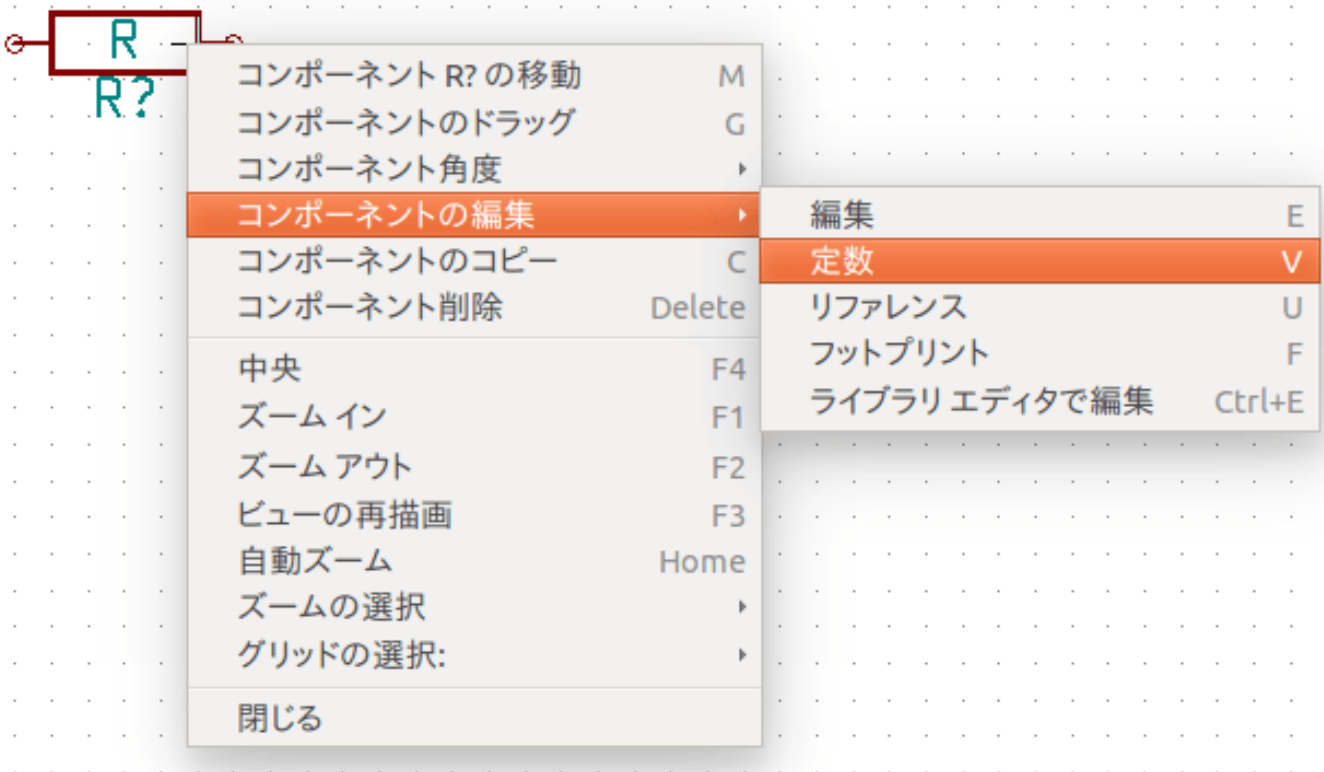 R
R?
コンポーネント R? の移動 M
コンポーネントのドラッグ G
コンポーネント角度
コンポーネントの編集
コンポーネントのコピー C
コンポーネント削除 Delete
中央 F4
ズーム イン F1
ズーム アウト F2
ビューの再描画 F3
自動ズーム Home
ズームの選択
グリッドの選択:
閉じる
編集 E
定数 V
リファレンス U
フットプリント F
ライブラリ エディタで編集 Ctrl+E